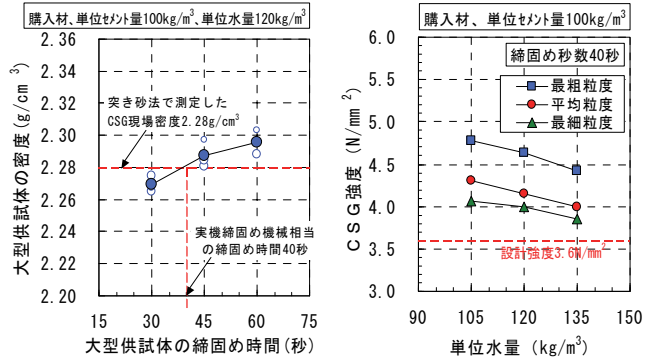 購入材、単位ｾﾒﾝﾄ量100kg/m³、単位水量120kg/m³
大型供試体の密度(g/cm³)
2.36
2.34
2.32
2.30
2.28
2.26
2.24
2.22
2.20
突き砂法で測定した
CSG現場密度2.28g/cm³
実機締固め機械相当
の締固め時間40秒
15
30
45
60
75
大型供試体の締固め時間(秒)
購入材、単位ｾﾒﾝﾄ量100kg/m³
CSG強度 (N/mm²)
6.0
5.5
5.0
4.5
4.0
3.5
3.0
締固め秒数40秒
最粗粒度
平均粒度
最細粒度
設計強度3.6N/mm²
90
105
120
135
150
単位水量 (kg/m³)